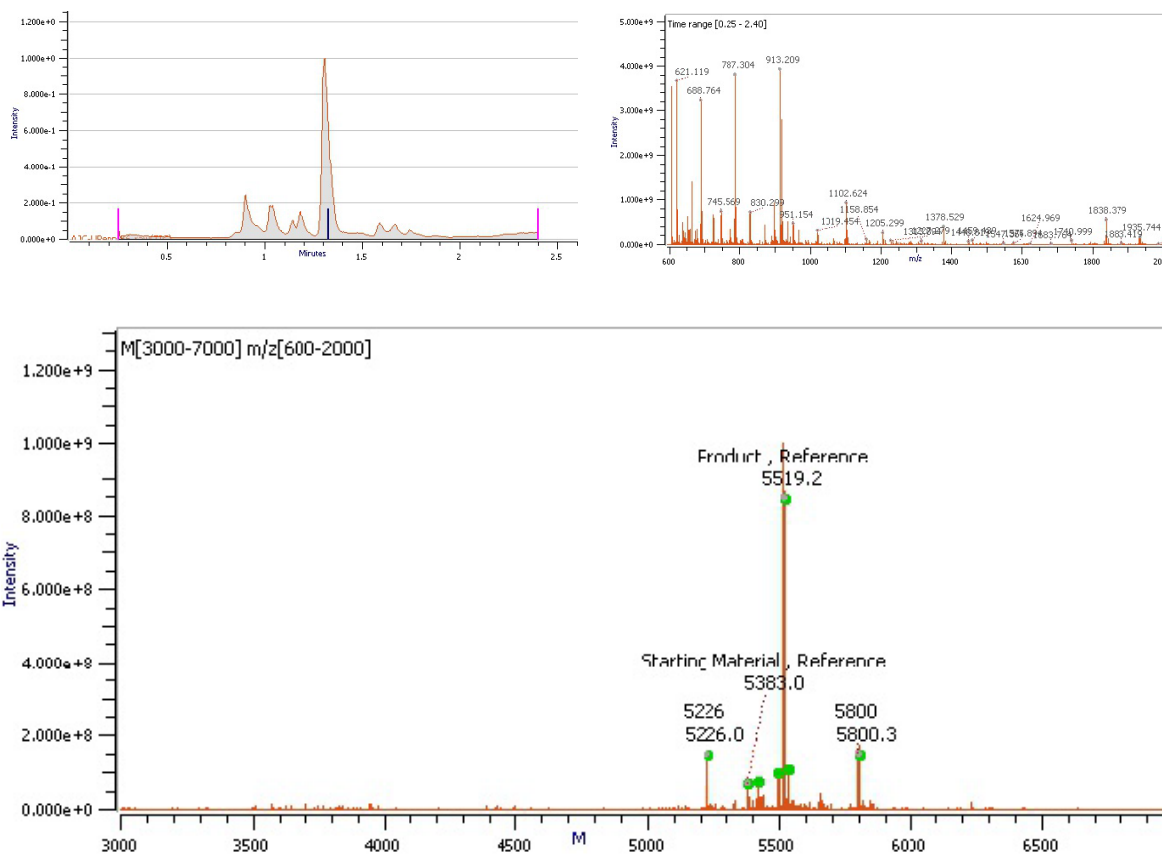 1.200e+0
1.000e+0
8.000e-1
6.000e-1
4.000e-1
2.000e-1
0.000e+0
Intensity
1
1.5
2
2.5
Minutes
Time range [0.25 - 2.40]
5.000e+9
4.000e+9
3.000e+9
2.000e+9
1.000e+9
0.000e+0
Intensity
621.119
688.764
787.304
913.209
745.569
830.299
951.154
1102.624
1158.854
1319.454
1205.299
1378.529
1624.969
1740.999
1838.379
1935.744
883.419
600
800
1000
1200
1400
1600
1800
m/z
M[3000-7000] m/z[600-2000]
1.200e+9
1.000e+9
8.000e+8
6.000e+8
4.000e+8
2.000e+8
0.000e+0
Intensity
Product , Reference
5519.2
Starting Material , Reference
5383.0
5226
5226.0
5800
5800.3
3000
3500
4000
4500
5000
5500
6000
6500
M